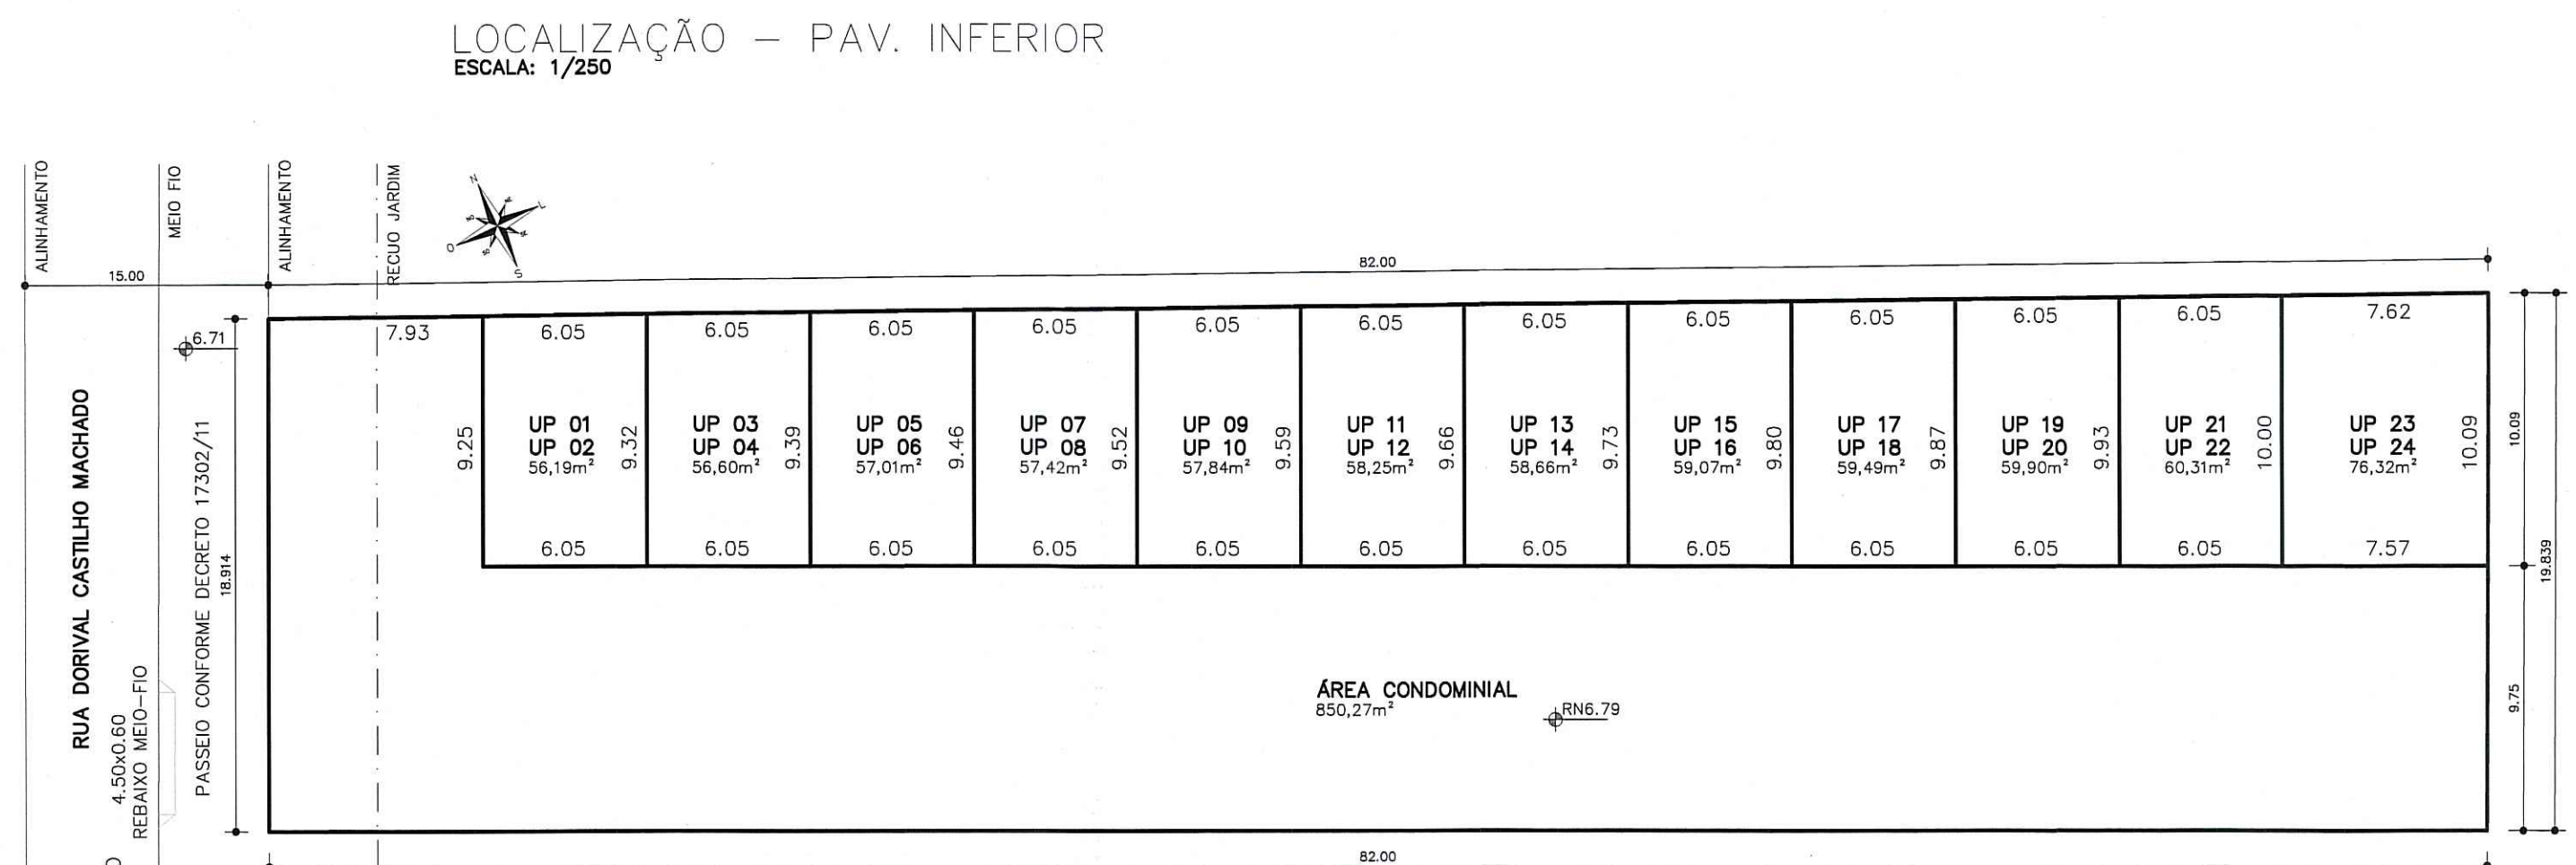 LOCALIZAÇÃO – PAV. INFERIOR
ESCALA: 1/250
ALINHAMENTO
MEIO FIO
ALINHAMENTO
RECUO JARDIM
N
L
O
S
15.00
82.00
6.71
7.93
6.05
6.05
6.05
6.05
6.05
6.05
6.05
6.05
6.05
6.05
6.05
7.62
RUA DORIVAL CASTILHO MACHADO
4.50x0.60
REBAIXO MEIO-FIO
PASSEIO CONFORME DECRETO 17302/11
18.914
9.25
UP 01
UP 02
56,19m²
9.32
UP 03
UP 04
56,60m²
9.39
UP 05
UP 06
57,01m²
9.46
UP 07
UP 08
57,42m²
9.52
UP 09
UP 10
57,84m²
9.59
UP 11
UP 12
58,25m²
9.66
UP 13
UP 14
58,66m²
9.73
UP 15
UP 16
59,07m²
9.80
UP 17
UP 18
59,49m²
9.87
UP 19
UP 20
59,90m²
9.93
UP 21
UP 22
60,31m²
10.00
UP 23
UP 24
76,32m²
10.09
10.09
19.839
6.05
6.05
6.05
6.05
6.05
6.05
6.05
6.05
6.05
6.05
6.05
7.57
ÁREA CONDOMINIAL
850,27m²
RN6.79
9.75
82.00